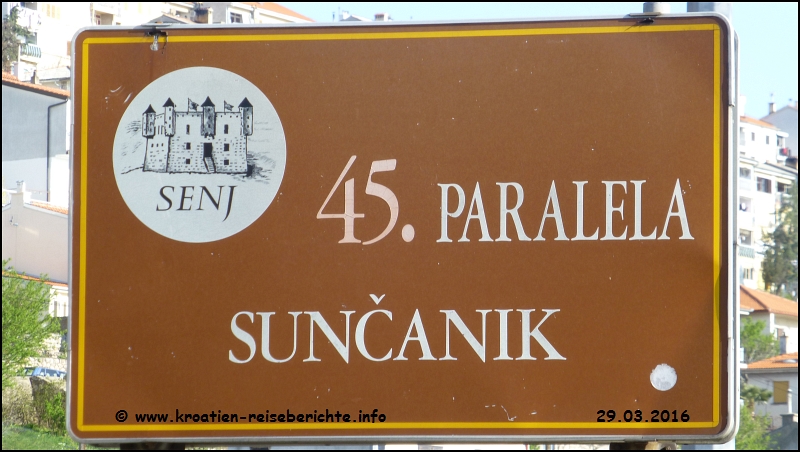 SENJ
45. PARALELA
SUNČANIK
© www.kroatien-reiseberichte.info 29.03.2016